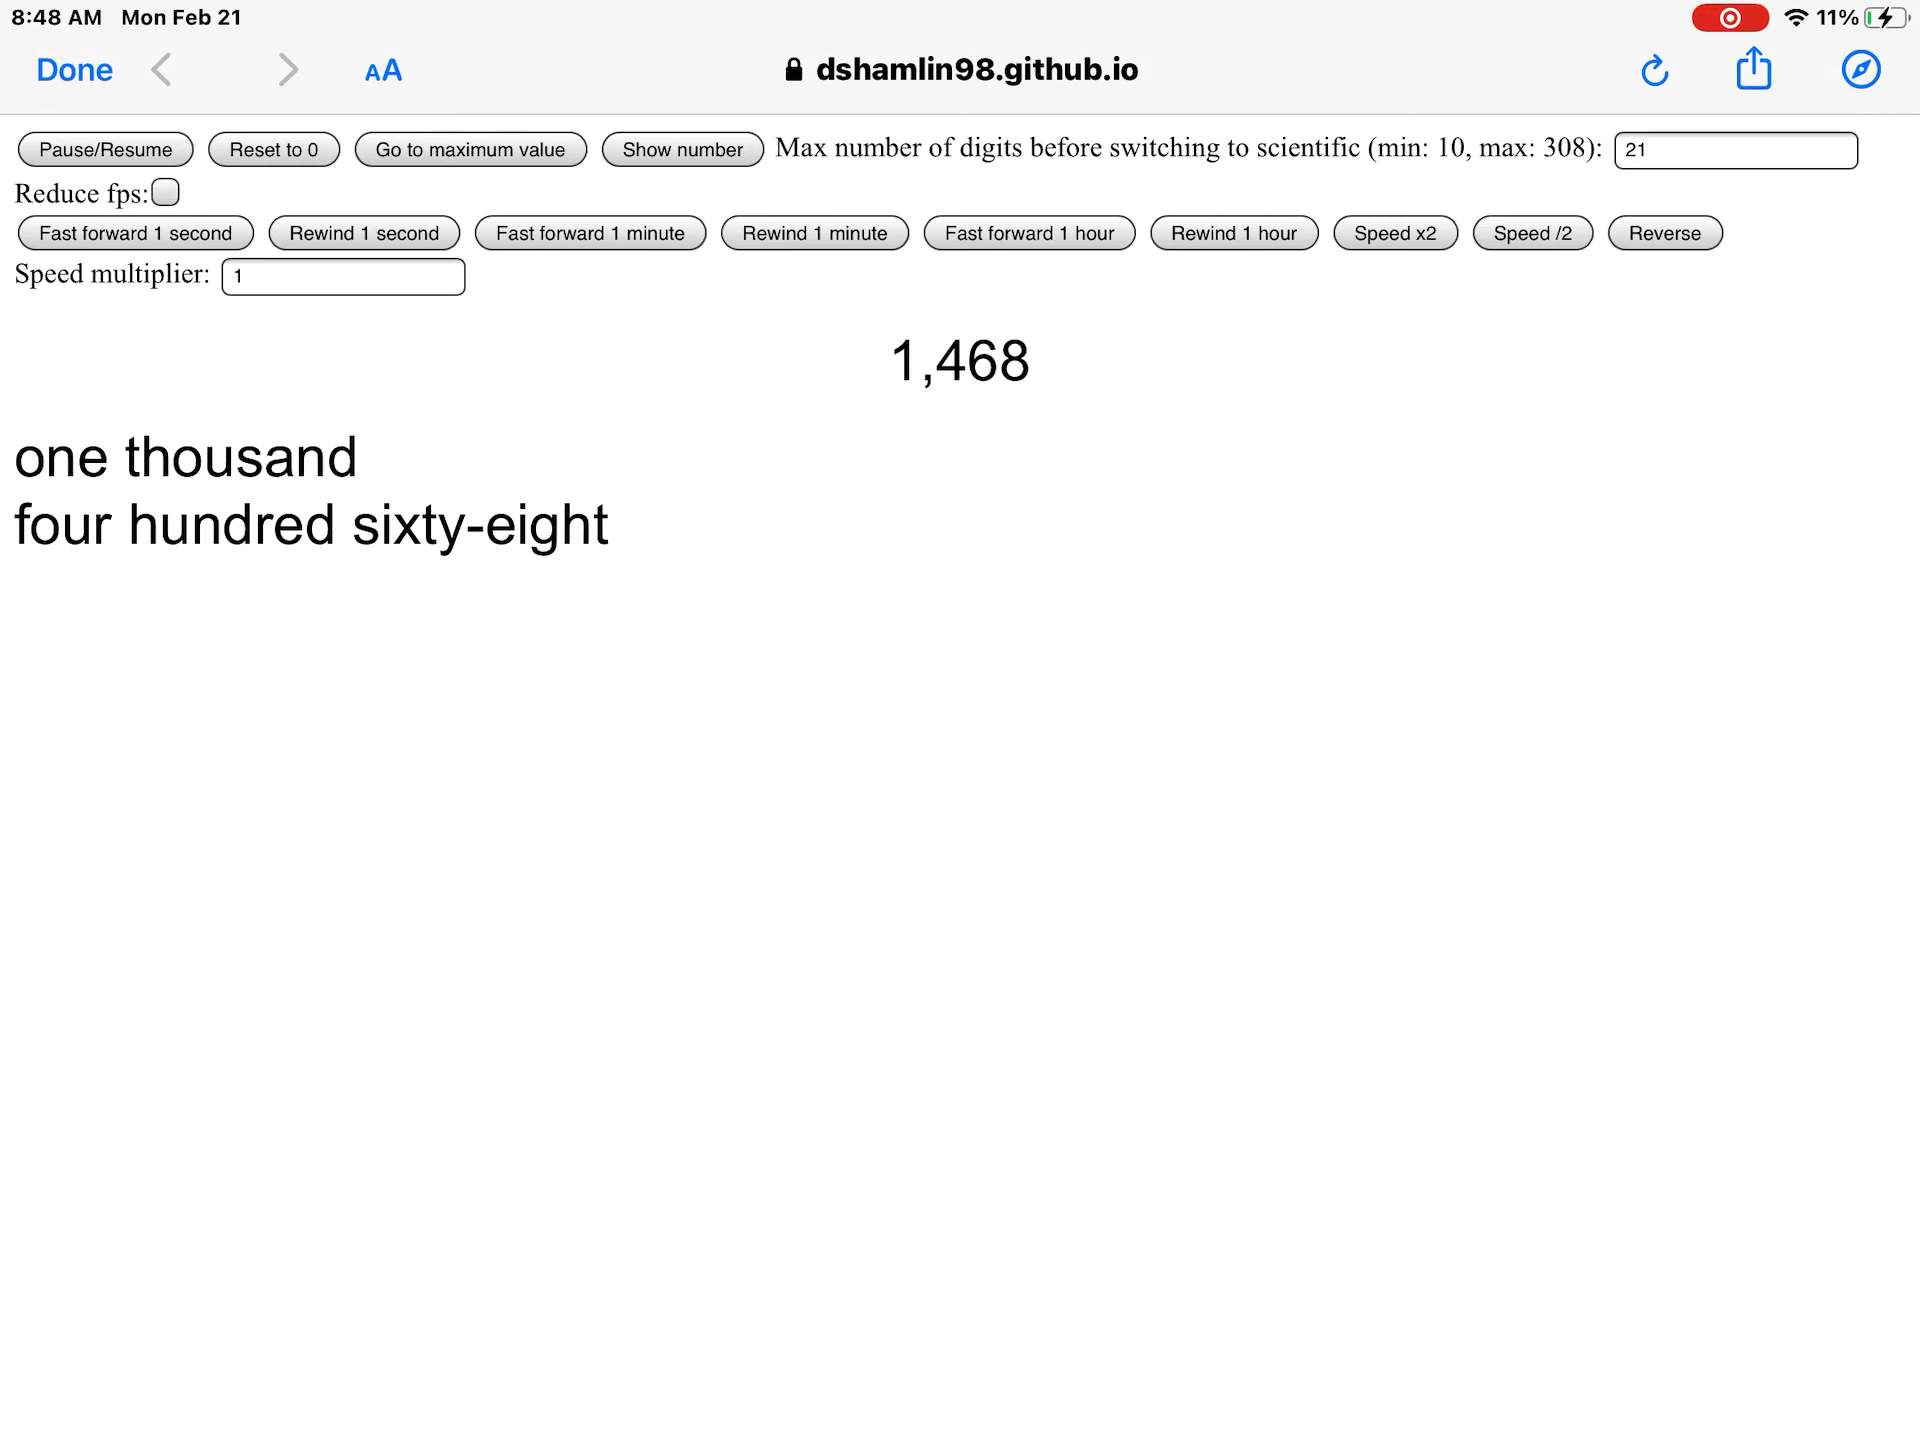 8:48 AM Mon Feb 21
11%
Done
AA
dshamlin98.github.io
Pause/Resume Reset to 0 Go to maximum value Show number Max number of digits before switching to scientific (min: 10, max: 308): 21
Reduce fps:
Fast forward 1 second Rewind 1 second Fast forward 1 minute Rewind 1 minute Fast forward 1 hour Rewind 1 hour Speed x2 Speed /2 Reverse
Speed multiplier: 1
1,468
one thousand
four hundred sixty-eight